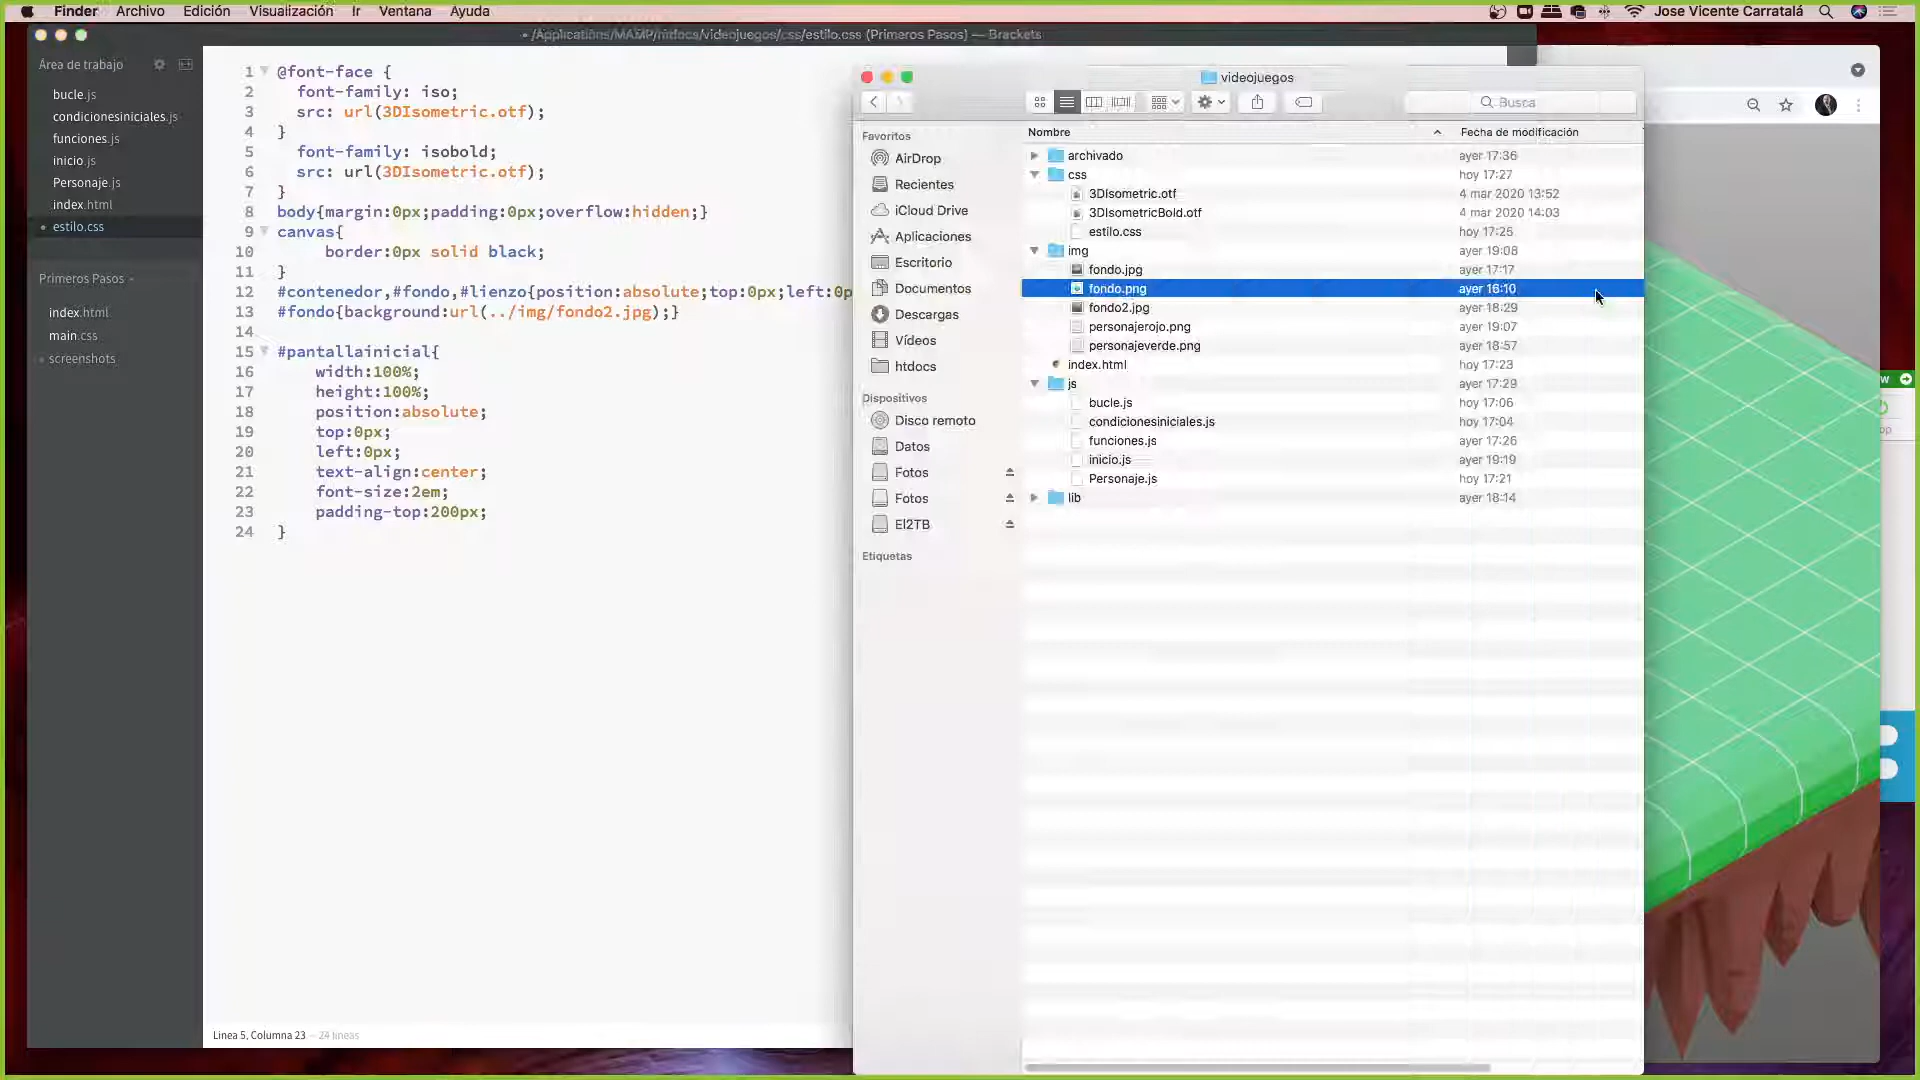 Finder Archivo Edición Visualización Ir Ventana Ayuda
Jose Vicente Carratalá
/Applications/MAMP/htdocs/videojuegos/css/estilo.css (Primeros Pasos) — Brackets
Área de trabajo
bucle.js
condicionesiniciales.js
funciones.js
inicio.js
Personaje.js
index.html
estilo.css
Primeros Pasos
index.html
main.css
screenshots
1 @font-face {
2 font-family: iso;
3 src: url(3DIsometric.otf);
4 }
5 font-family: isobold;
6 src: url(3DIsometric.otf);
7 }
8 body{margin:0px;padding:0px;overflow:hidden;}
9 canvas{
10 border:0px solid black;
11 }
12 #contenedor,#fondo,#lienzo{position:absolute;top:0px;left:0p
13 #fondo{background:url(../img/fondo2.jpg);}
14
15 #pantallainicial{
16 width:100%;
17 height:100%;
18 position:absolute;
19 top:0px;
20 left:0px;
21 text-align:center;
22 font-size:2em;
23 padding-top:200px;
24 }
Línea 5, Columna 23 — 24 líneas
videojuegos
Busca
Favoritos
AirDrop
Recientes
iCloud Drive
Aplicaciones
Escritorio
Documentos
Descargas
Vídeos
htdocs
Dispositivos
Disco remoto
Datos
Fotos
Fotos
El2TB
Etiquetas
Nombre Fecha de modificación
archivado ayer 17:36
css hoy 17:27
3DIsometric.otf 4 mar 2020 13:52
3DIsometricBold.otf 4 mar 2020 14:03
estilo.css hoy 17:25
img ayer 19:08
fondo.jpg ayer 17:17
fondo.png ayer 16:10
fondo2.jpg ayer 18:29
personajerojo.png ayer 19:07
personajeverde.png ayer 18:57
index.html hoy 17:23
js ayer 17:29
bucle.js hoy 17:06
condicionesiniciales.js hoy 17:04
funciones.js ayer 17:26
inicio.js ayer 19:19
Personaje.js hoy 17:21
lib ayer 18:14